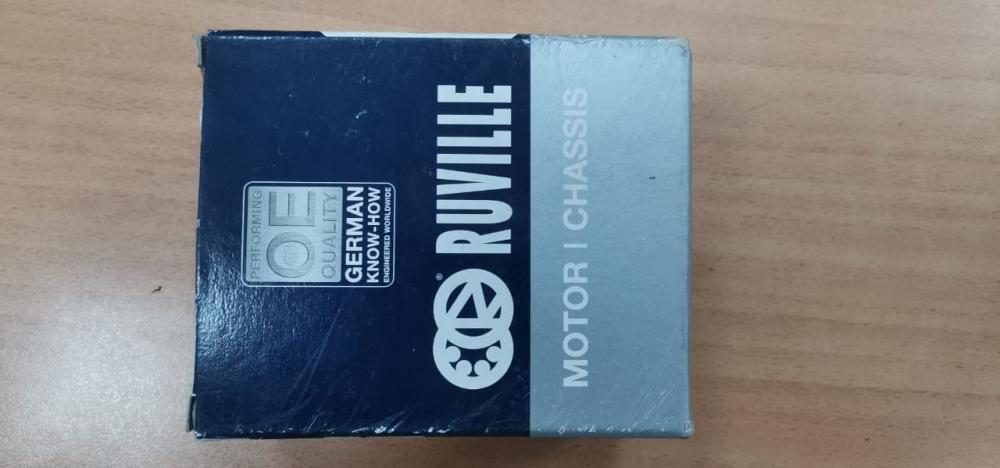 PERFORMING
OE
QUALITY
GERMAN
KNOW-HOW
ENGINEERED WORLDWIDE
® RUVILLE
MOTOR | CHASSIS